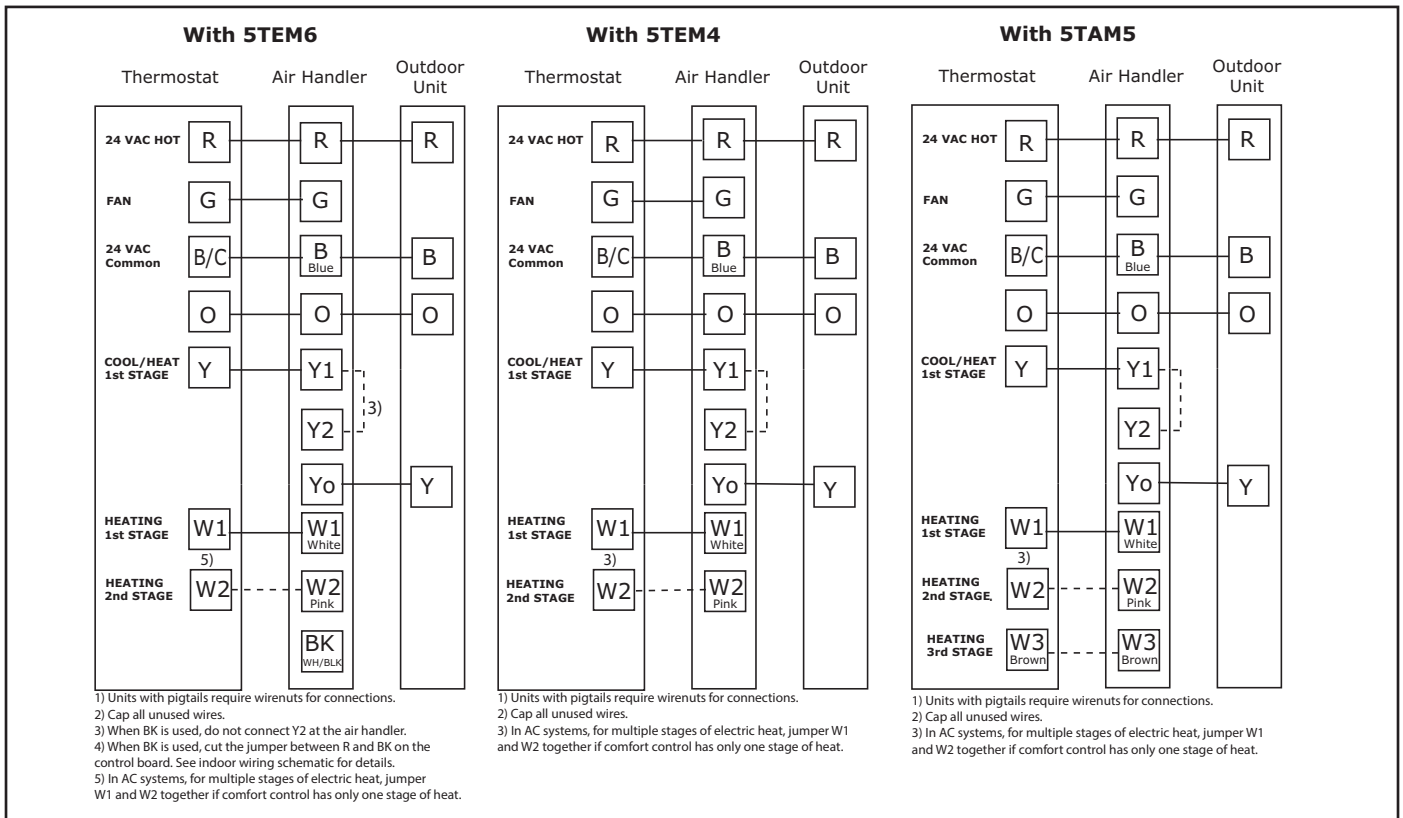 With 5TEM6
Thermostat Air Handler Outdoor
Unit
24 VAC HOT R R R
FAN G G
24 VAC
Common B/C B
Blue B
O O O
COOL/HEAT
1st STAGE Y Y1
3)
Y2
Yo Y
HEATING
1st STAGE W1 W1
White
5)
HEATING
2nd STAGE W2 W2
Pink
BK
WH/BLK
1) Units with pigtails require wirenuts for connections.
2) Cap all unused wires.
3) When BK is used, do not connect Y2 at the air handler.
4) When BK is used, cut the jumper between R and BK on the
control board. See indoor wiring schematic for details.
5) In AC systems, for multiple stages of electric heat, jumper
W1 and W2 together if comfort control has only one stage of heat.
With 5TEM4
Thermostat Air Handler Outdoor
Unit
24 VAC HOT R R R
FAN G G
24 VAC
Common B/C B
Blue B
O O O
COOL/HEAT
1st STAGE Y Y1
Y2
Yo Y
HEATING
1st STAGE W1 W1
White
3)
HEATING
2nd STAGE W2 W2
Pink
1) Units with pigtails require wirenuts for connections.
2) Cap all unused wires.
3) In AC systems, for multiple stages of electric heat, jumper W1
and W2 together if comfort control has only one stage of heat.
With 5TAM5
Thermostat Air Handler Outdoor
Unit
24 VAC HOT R R R
FAN G G
24 VAC
Common B/C B
Blue B
O O O
COOL/HEAT
1st STAGE Y Y1
Y2
Yo Y
HEATING
1st STAGE W1 W1
White
3)
HEATING
2nd STAGE. W2 W2
Pink
HEATING
3rd STAGE W3
Brown W3
Brown
1) Units with pigtails require wirenuts for connections.
2) Cap all unused wires.
3) In AC systems, for multiple stages of electric heat, jumper W1
and W2 together if comfort control has only one stage of heat.